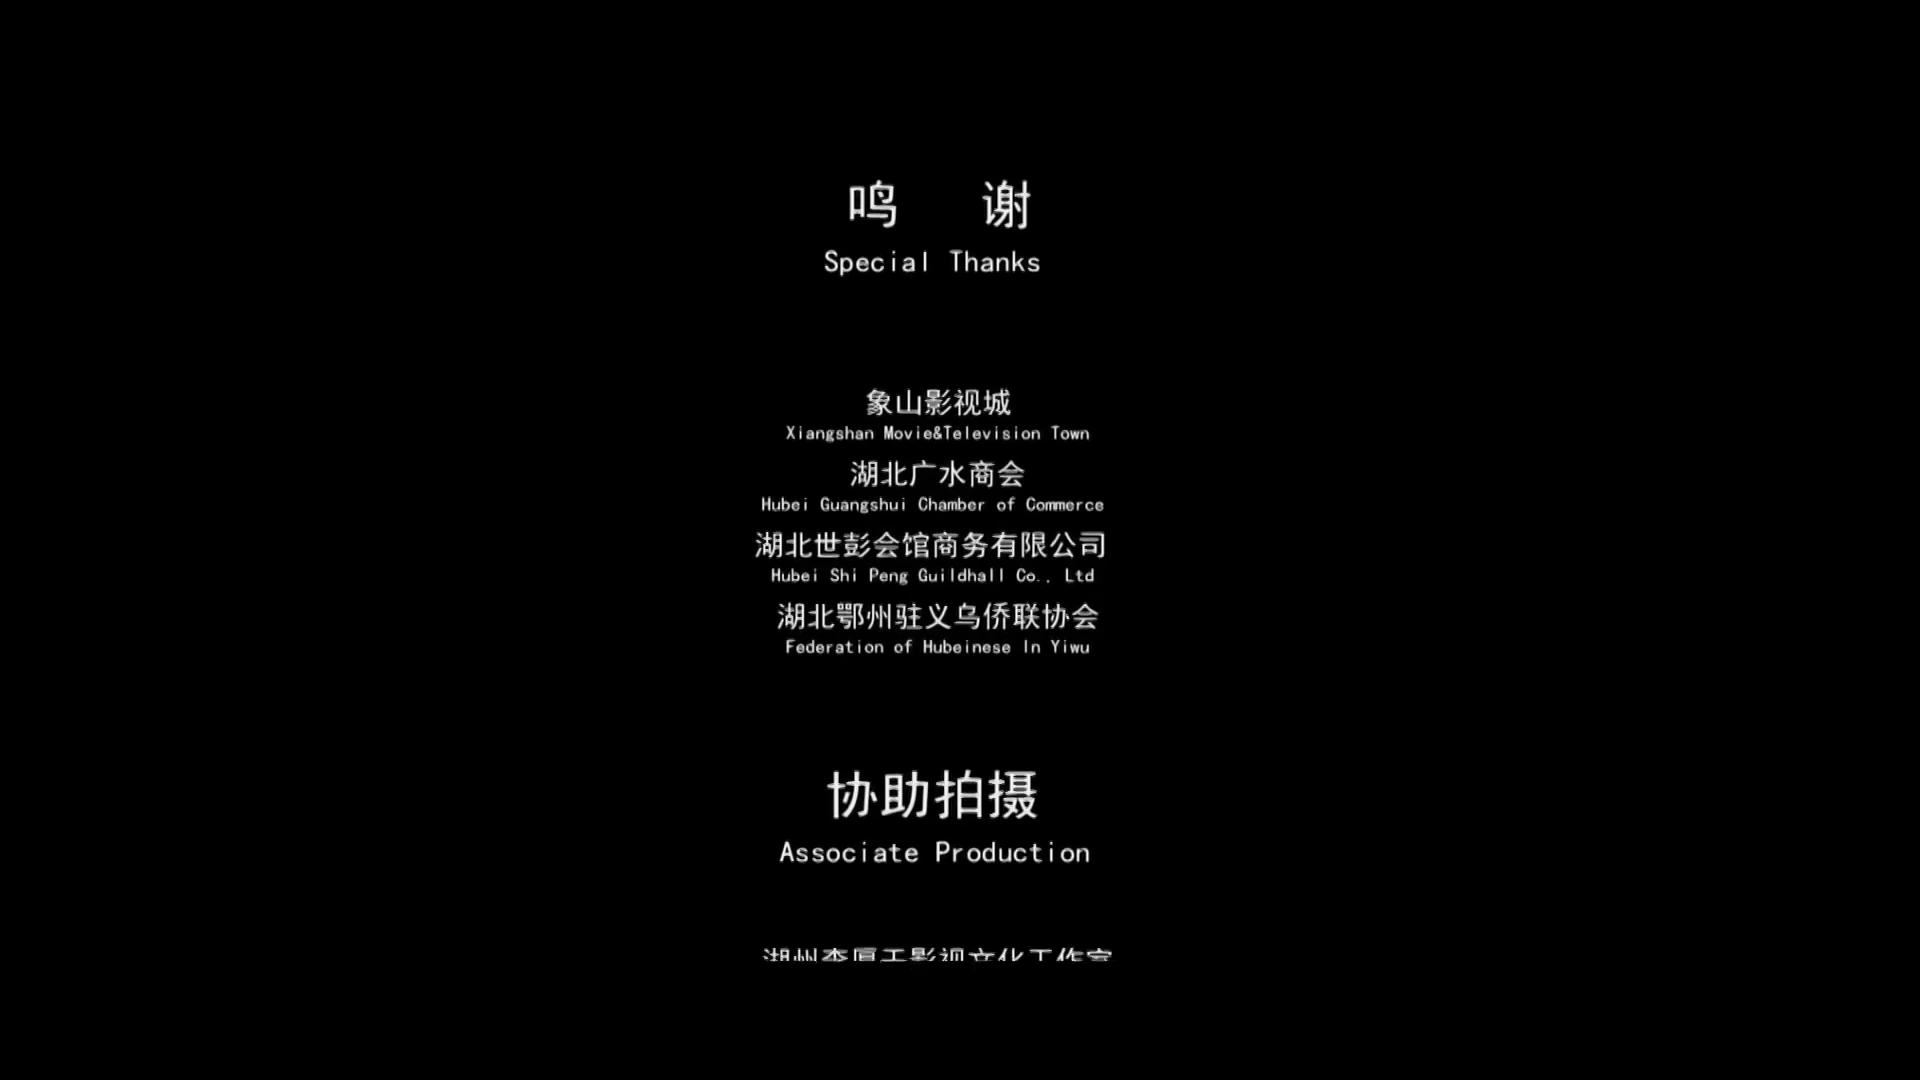 鸣 谢
Special Thanks
象山影视城
Xiangshan Movie&Television Town
湖北广水商会
Hubei Guangshui Chamber of Commerce
湖北世彭会馆商务有限公司
Hubei Shi Peng Guildhall Co., Ltd
湖北鄂州驻义乌侨联协会
Federation of Hubeinese In Yiwu
协助拍摄
Associate Production